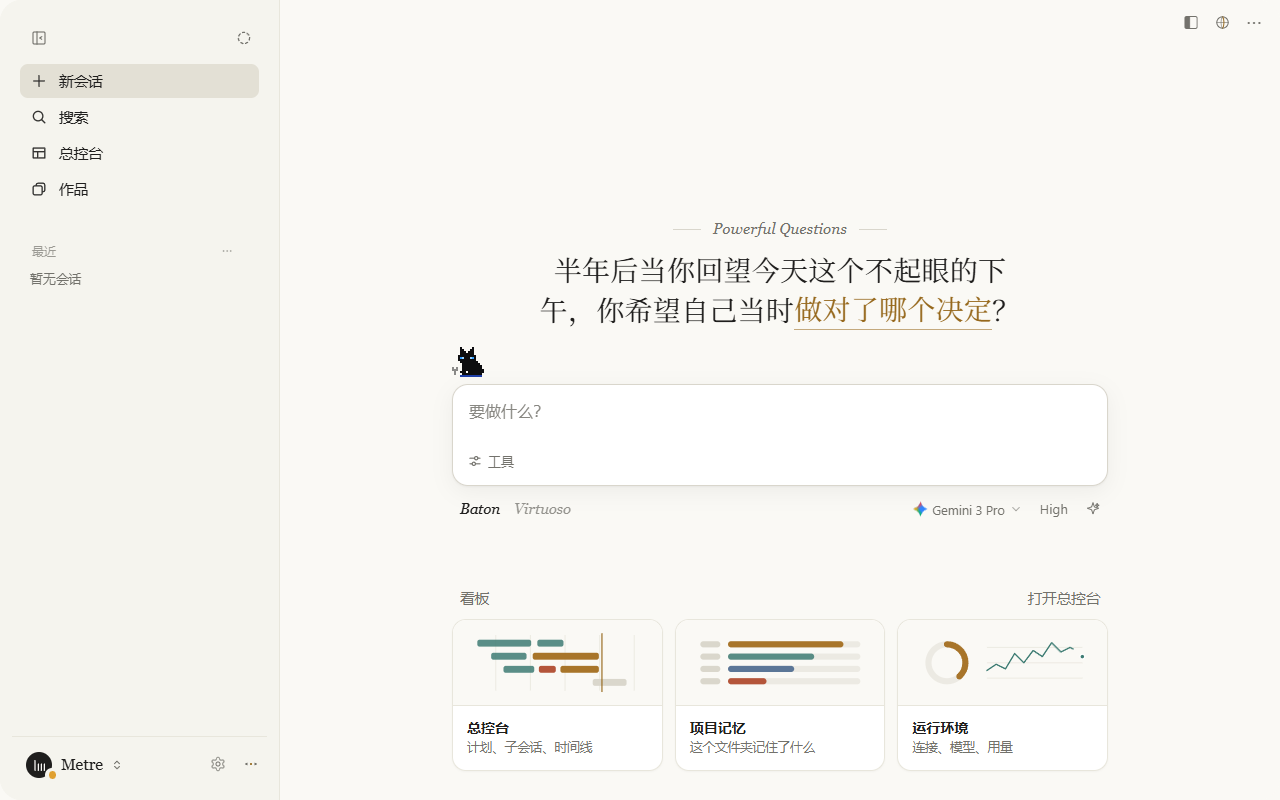 新会话
搜索
总控台
作品
最近
暂无会话
Metre
Powerful Questions
半年后当你回望今天这个不起眼的下
午，你希望自己当时做对了哪个决定?
要做什么?
工具
Baton Virtuoso
Gemini 3 Pro High
看板 打开总控台
总控台
计划、子会话、时间线
项目记忆
这个文件夹记住了什么
运行环境
连接、模型、用量